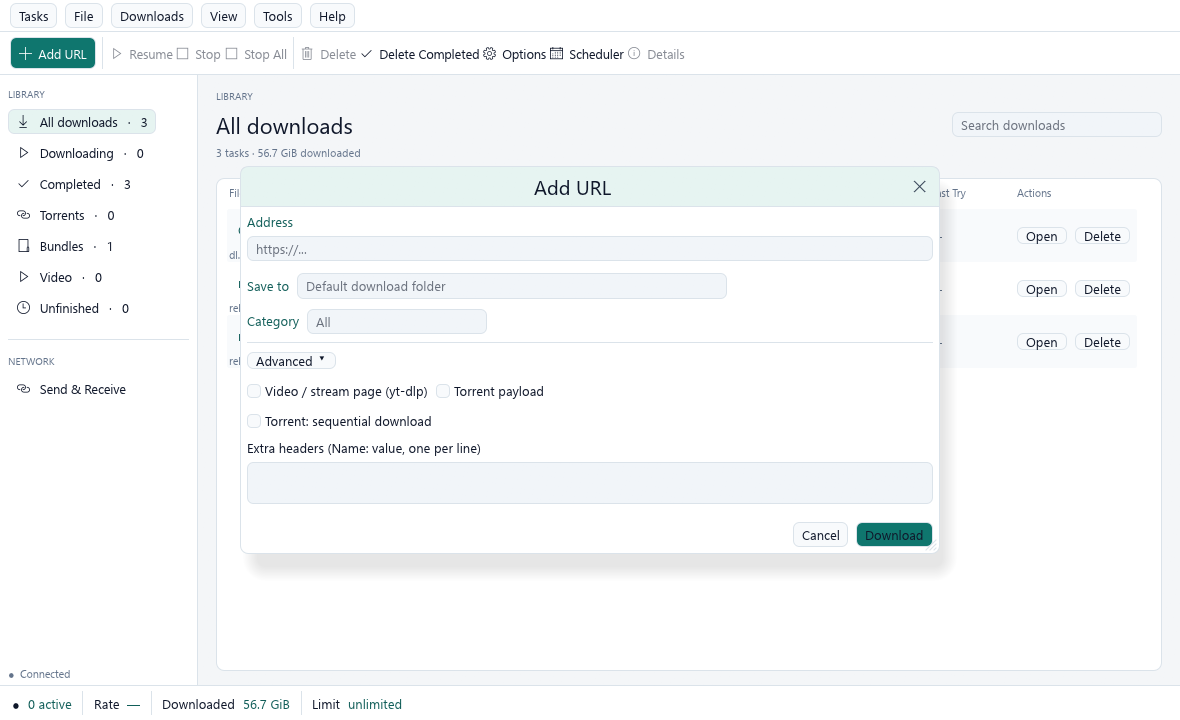 Tasks File Downloads View Tools Help
Add URL Resume Stop Stop All Delete Delete Completed Options Scheduler Details
LIBRARY
All downloads · 3
Downloading · 0
Completed · 3
Torrents · 0
Bundles · 1
Video · 0
Unfinished · 0
NETWORK
Send & Receive
Connected
LIBRARY
All downloads
Search downloads
3 tasks · 56.7 GiB downloaded
Actions
Open Delete
Open Delete
Open Delete
Add URL
Address
https://...
Save to Default download folder
Category All
Advanced
Video / stream page (yt-dlp) Torrent payload
Torrent: sequential download
Extra headers (Name: value, one per line)
Cancel Download
0 active Rate — Downloaded 56.7 GiB Limit unlimited